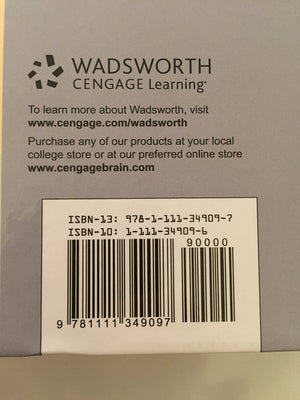 WADSWORTH
CENGAGE Learning™
To learn more about Wadsworth, visit
www.cengage.com/wadsworth
Purchase any of our products at your local
college store or at our preferred online store
www.cengagebrain.com
ISBN-13: 978-1-111-34909-7
ISBN-10: 1-111-34909-6
90000
9 781111 349097